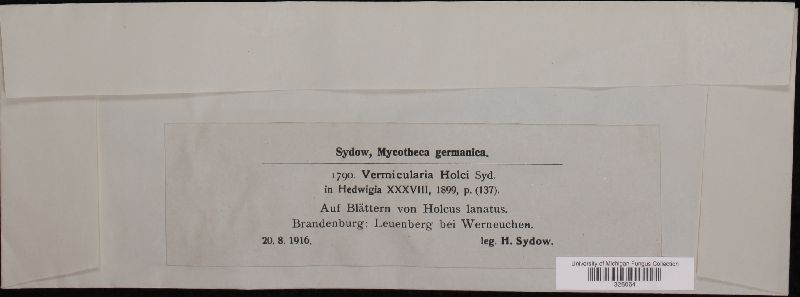 Sydow, Mycotheca germanica.
1790. Vermicularia Holci Syd.
in Hedwigia XXXVIII, 1899, p. (137).
Auf Blättern von Holcus lanatus.
Brandenburg: Leuenberg bei Werneuchen.
20. 8. 1916. leg. H. Sydow.
University of Michigan Fungus Collection